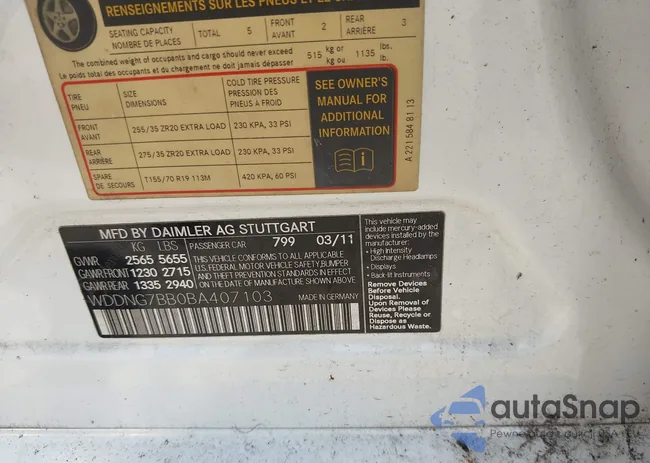 RENSEIGNEMENTS SUR LES PNEUS ET LE
SEATING CAPACITY
NOMBRE DE PLACES
TOTAL 5
FRONT
AVANT 2
REAR
ARRIÈRE 3
The combined weight of occupants and cargo should never exceed
Le poids total des occupants et du chargement ne doit jamais dépasser
515 kg or
kg ou
1135 lbs.
lb.
TIRE
PNEU
SIZE
DIMENSIONS
COLD TIRE PRESSURE
PRESSION DES
PNEUS A FROID
FRONT
AVANT
255/35 ZR20 EXTRA LOAD 230 KPA, 33 PSI
REAR
ARRIÈRE
275/35 ZR20 EXTRA LOAD 230 KPA, 33 PSI
SPARE
DE SECOURS
T155/70 R19 113M 420 KPA, 60 PSI
SEE OWNER'S
MANUAL FOR
ADDITIONAL
INFORMATION
A 221 584 81 13
MFD BY DAIMLER AG STUTTGART
KG LBS PASSENGER CAR 799 03/11
GVWR 2565 5655
GAWR FRONT 1230 2715
GAWR REAR 1335 2940
THIS VEHICLE CONFORMS TO ALL APPLICABLE
U.S. FEDERAL MOTOR VEHICLE SAFETY, BUMPER
AND THEFT PREVENTION STANDARDS IN EFFECT
ON THE DATE OF MANUFACTURE SHOWN ABOVE.
WDDNG7BB0BA407103
MADE IN GERMANY
This vehicle may
include mercury-added
devices from:
• High Intensity
Discharge Headlamps
• Displays
• Back-lit Instruments
Remove Devices
Before Vehicle
Disposal.
Upon Removal of
Devices Please
Reuse, Recycle or
Dispose as
Hazardous Waste.
autoSnap